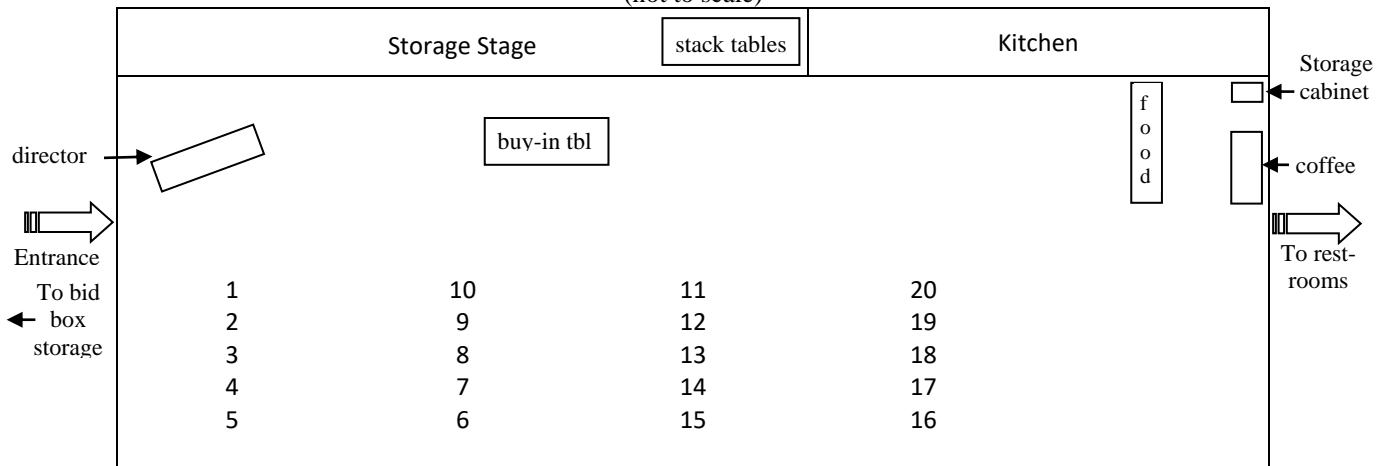 (not to scale)
Storage Stage
stack tables
Kitchen
Storage
cabinet
f
o
o
d
buy-in tbl
director
coffee
Entrance
To rest-
rooms
To bid
box
storage
1 10 11 20
2 9 12 19
3 8 13 18
4 7 14 17
5 6 15 16